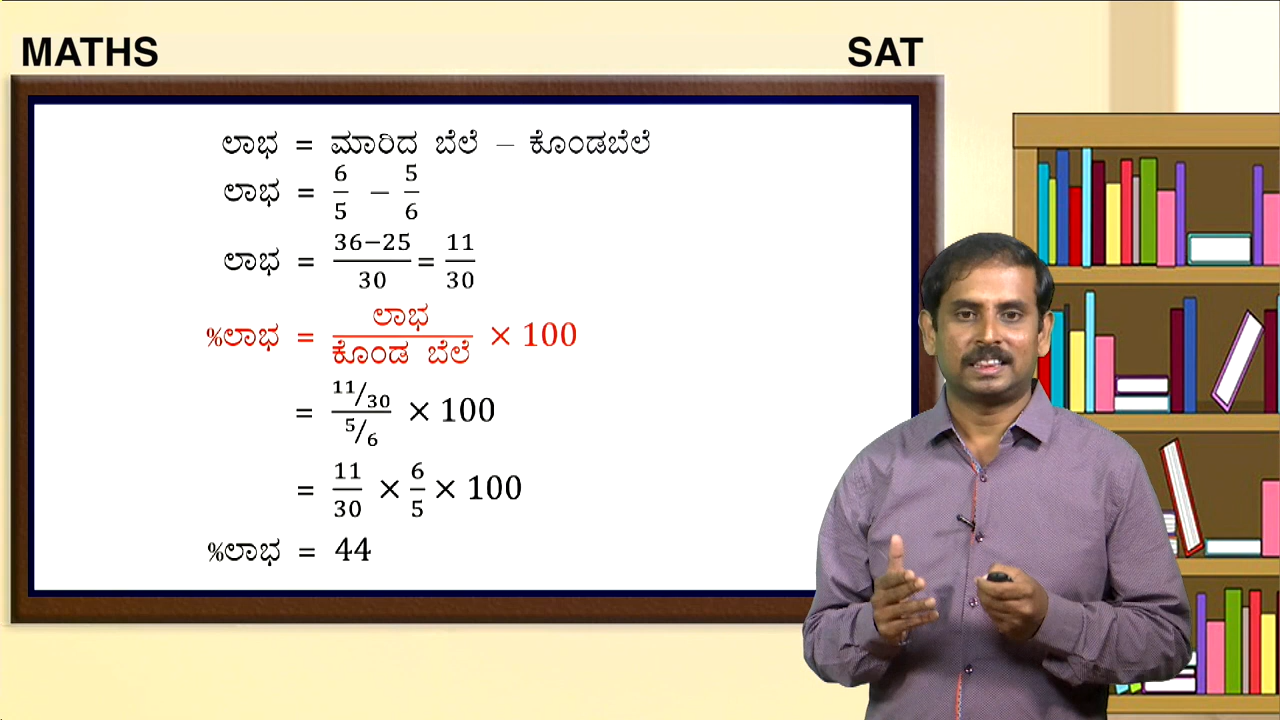 MATHS SAT
ಲಾಭ = ಮಾರಿದ ಬೆಲೆ – ಕೊಂಡಬೆಲೆ
ಲಾಭ = 6/5 – 5/6
ಲಾಭ = 36−25/30 = 11/30
%ಲಾಭ = ಲಾಭ/ಕೊಂಡ ಬೆಲೆ × 100
= 11/30 / 5/6 × 100
= 11/30 × 6/5 × 100
%ಲಾಭ = 44